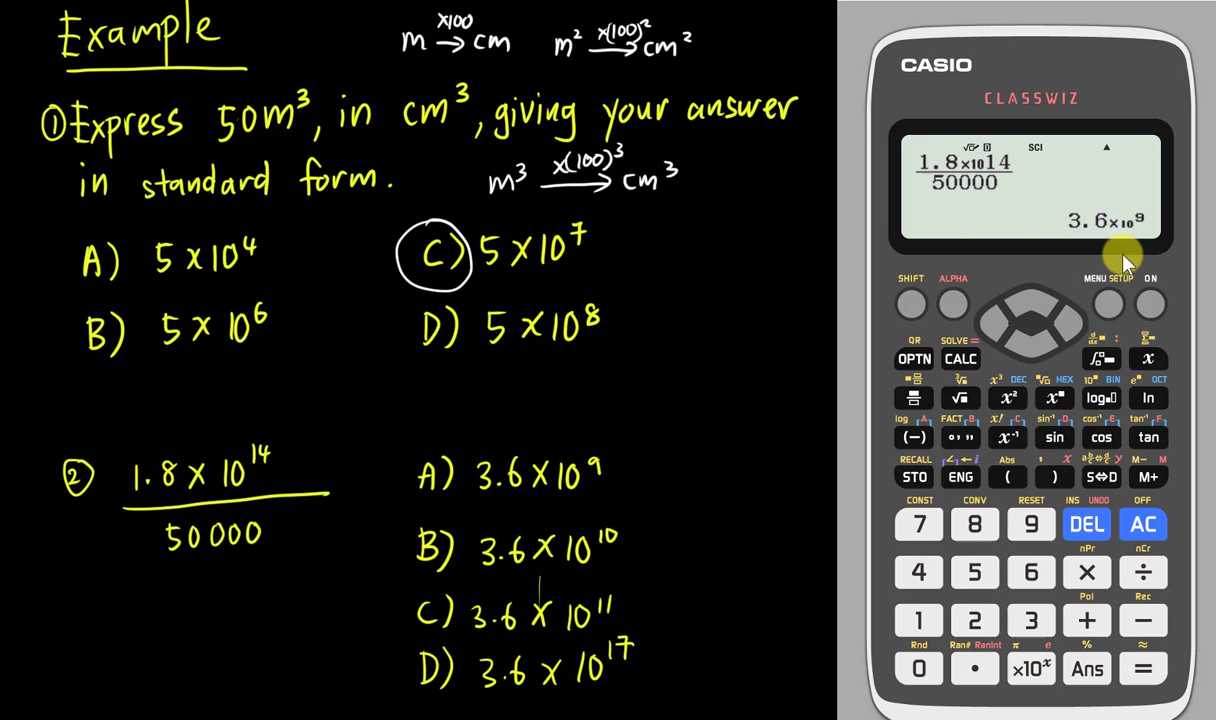 Example
m ×100→ cm
m² ×(100)²→ cm²
①Express 50m³, in cm³, giving your answer
in standard form.
m³ ×(100)³→ cm³
A) 5 × 10⁴
C) 5 × 10⁷
B) 5 × 10⁶
D) 5 × 10⁸
② 1.8 × 10¹⁴
50000
A) 3.6 × 10⁹
B) 3.6 × 10¹⁰
C) 3.6 × 10¹¹
D) 3.6 × 10¹⁷
CASIO
CLASSWIZ
√▫/ D SCI ▲
1.8×1014
50000
3.6×10⁹
SHIFT ALPHA MENU SETUP ON
QR SOLVE = d/dx▪ : Σ▪
OPTN CALC ∫▫▪ x
▪▫/▫ ³√▪ x³ DEC ▪√▫ HEX 10▪ BIN e▪ OCT
▪/▫ √▪ x² x▪ log▪▫ ln
log A FACT B x! C sin⁻¹ D cos⁻¹ E tan⁻¹ F
(−) °’” x⁻¹ sin cos tan
RECALL ∠ ← i Abs , x a b/c⇔d/c y M− M
STO ENG ( ) S⇔D M+
CONST CONV RESET INS UNDO OFF
7 8 9 DEL AC
nPr nCr
4 5 6 × ÷
Pol Rec
1 2 3 + −
Rnd Ran# RanInt π e % ≈
0 • ×10ˣ Ans =